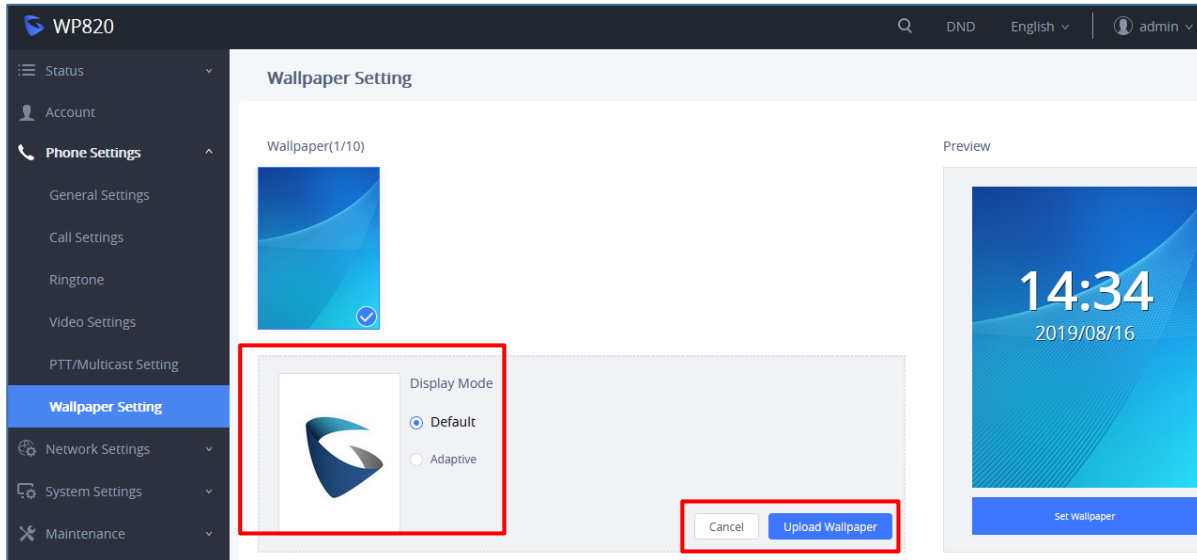 WP820
DND
English
admin
Status
Account
Phone Settings
General Settings
Call Settings
Ringtone
Video Settings
PTT/Multicast Setting
Wallpaper Setting
Network Settings
System Settings
Maintenance
Wallpaper Setting
Wallpaper(1/10)
Display Mode
Default
Adaptive
Cancel
Upload Wallpaper
Preview
14:34
2019/08/16
Set Wallpaper